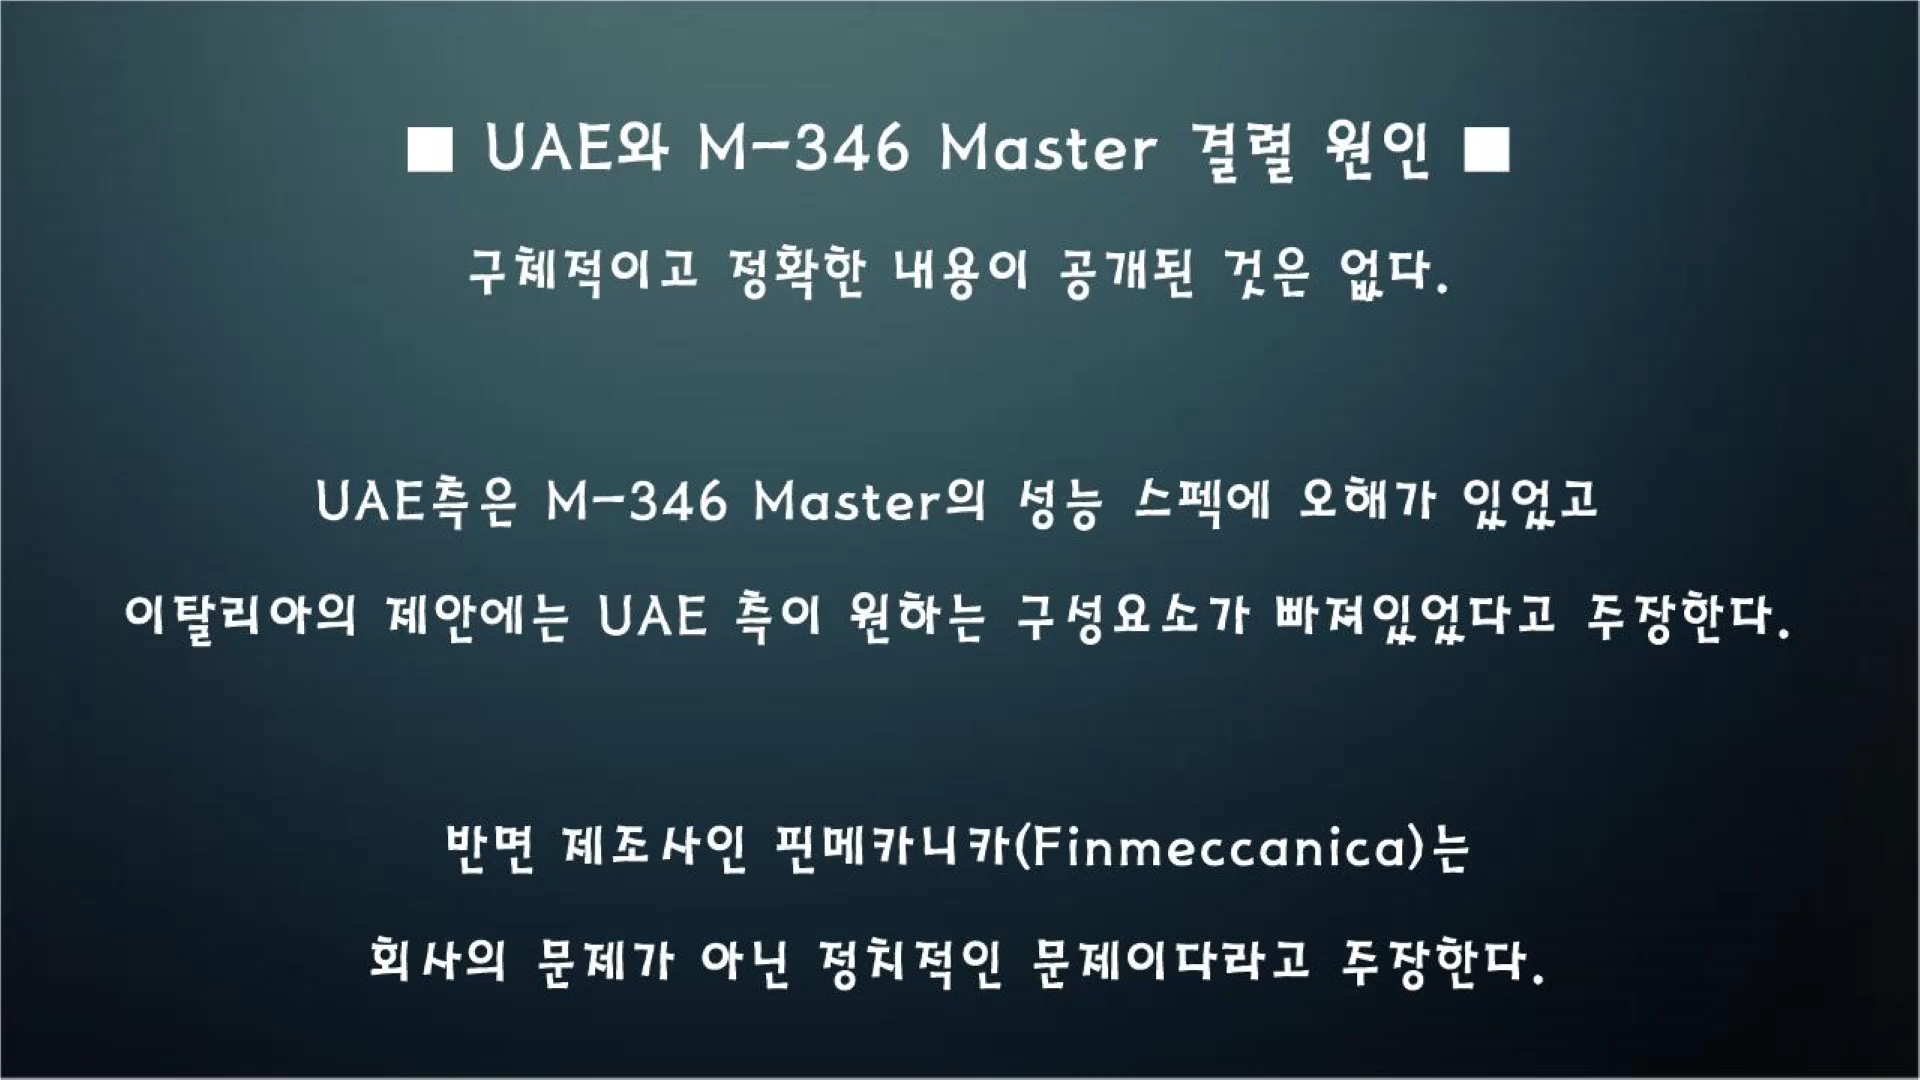 ■ UAE와 M-346 Master 결렬 원인 ■
구체적이고 정확한 내용이 공개된 것은 없다.
UAE측은 M-346 Master의 성능 스펙에 오해가 있었고
이탈리아의 제안에는 UAE 측이 원하는 구성요소가 빠져있었다고 주장한다.
반면 제조사인 핀메카니카(Finmeccanica)는
회사의 문제가 아닌 정치적인 문제이다라고 주장한다.